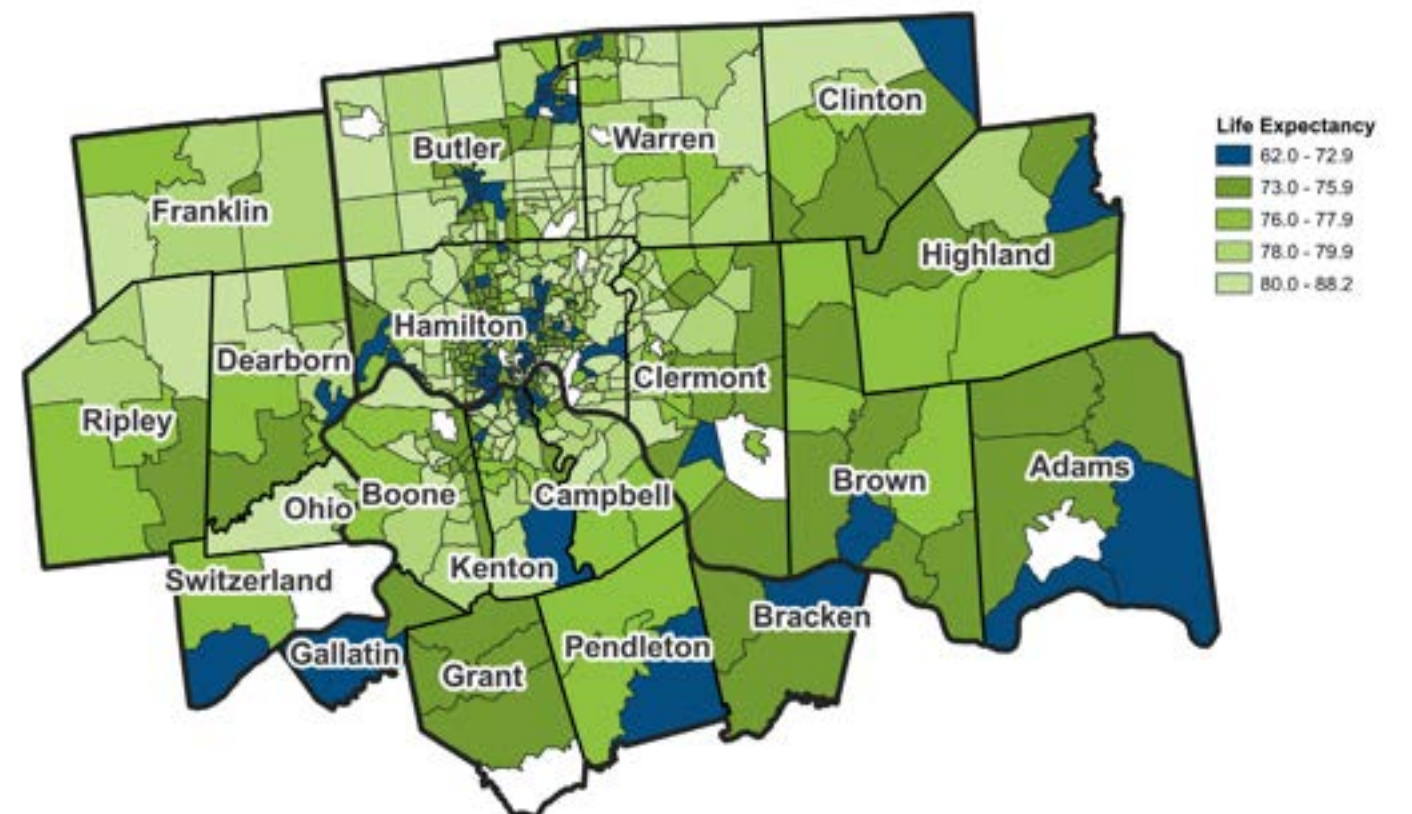 Clinton
Butler
Warren
Franklin
Highland
Hamilton
Dearborn
Clermont
Ripley
Adams
Brown
Ohio
Boone
Campbell
Kenton
Switzerland
Bracken
Gallatin
Pendleton
Grant
Life Expectancy
62.0 - 72.9
73.0 - 75.9
76.0 - 77.9
78.0 - 79.9
80.0 - 88.2